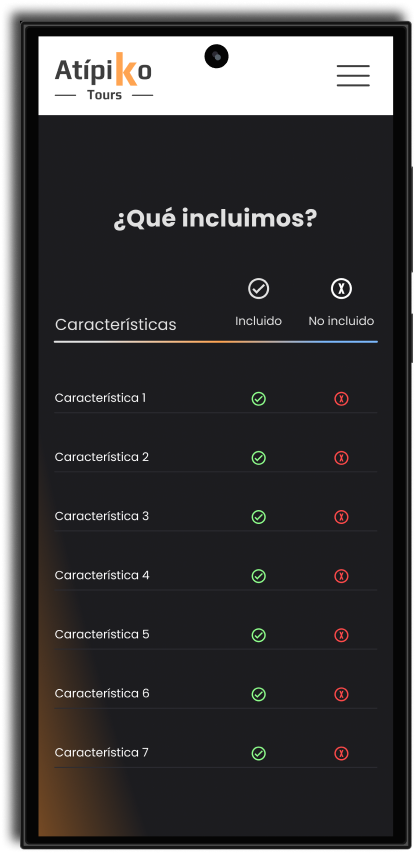 Atípiko
Tours
¿Qué incluimos?
Características
Incluido
No incluido
Característica 1
Característica 2
Característica 3
Característica 4
Característica 5
Característica 6
Característica 7